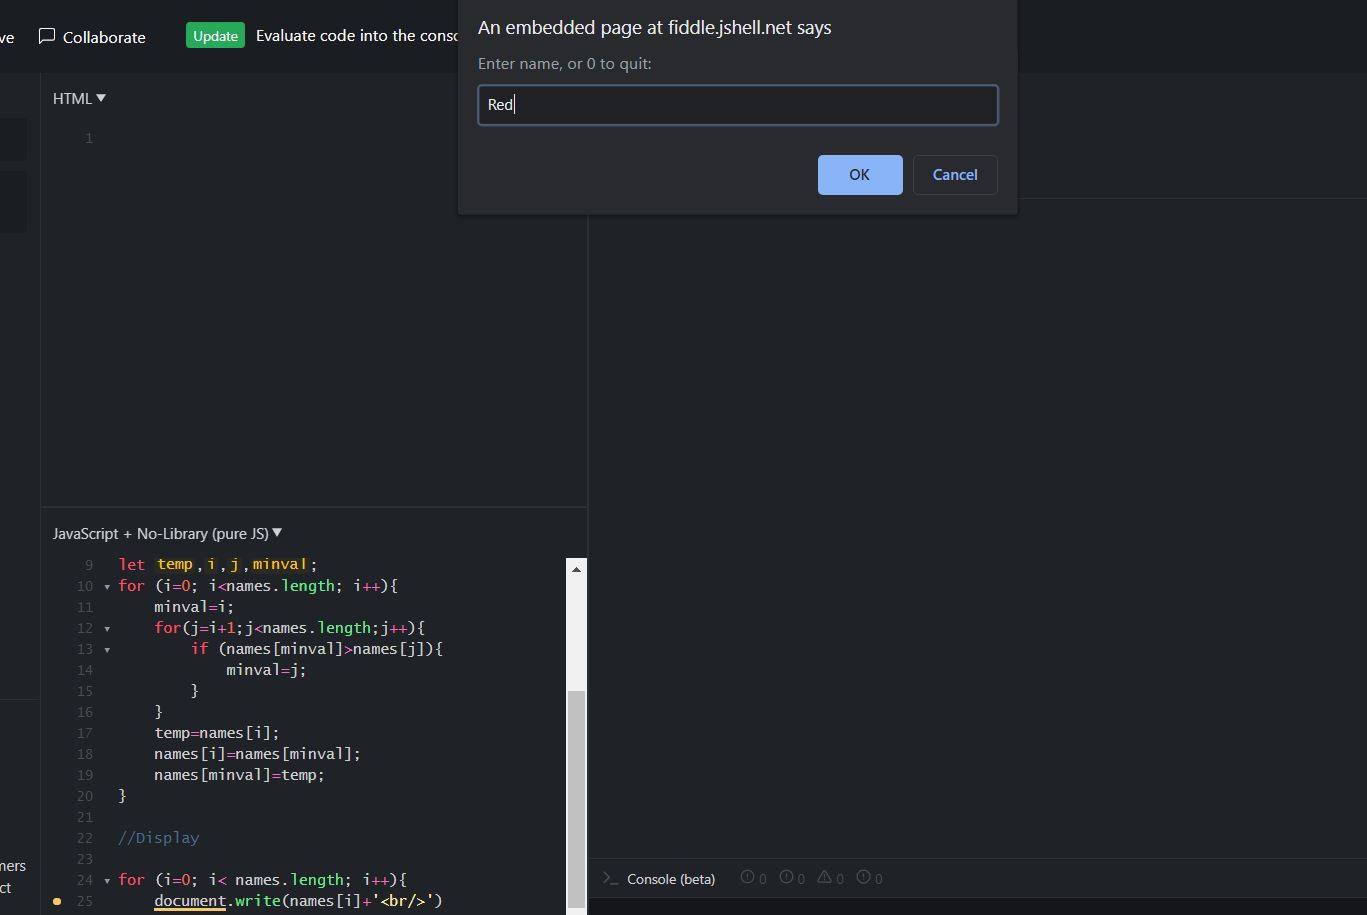 ve Collaborate Update Evaluate code into the conso
An embedded page at fiddle.jshell.net says
Enter name, or 0 to quit:
Red
OK Cancel
HTML
1
JavaScript + No-Library (pure JS)
9 let temp,i,j,minval;
10 for (i=0; i<names.length; i++){
11 minval=i;
12 for(j=i+1;j<names.length;j++){
13 if (names[minval]>names[j]){
14 minval=j;
15 }
16 }
17 temp=names[i];
18 names[i]=names[minval];
19 names[minval]=temp;
20 }
21
22 //Display
23
24 for (i=0; i< names.length; i++){
25 document.write(names[i]+'<br/>')
mers
ct
>_ Console (beta) 0 0 0 0